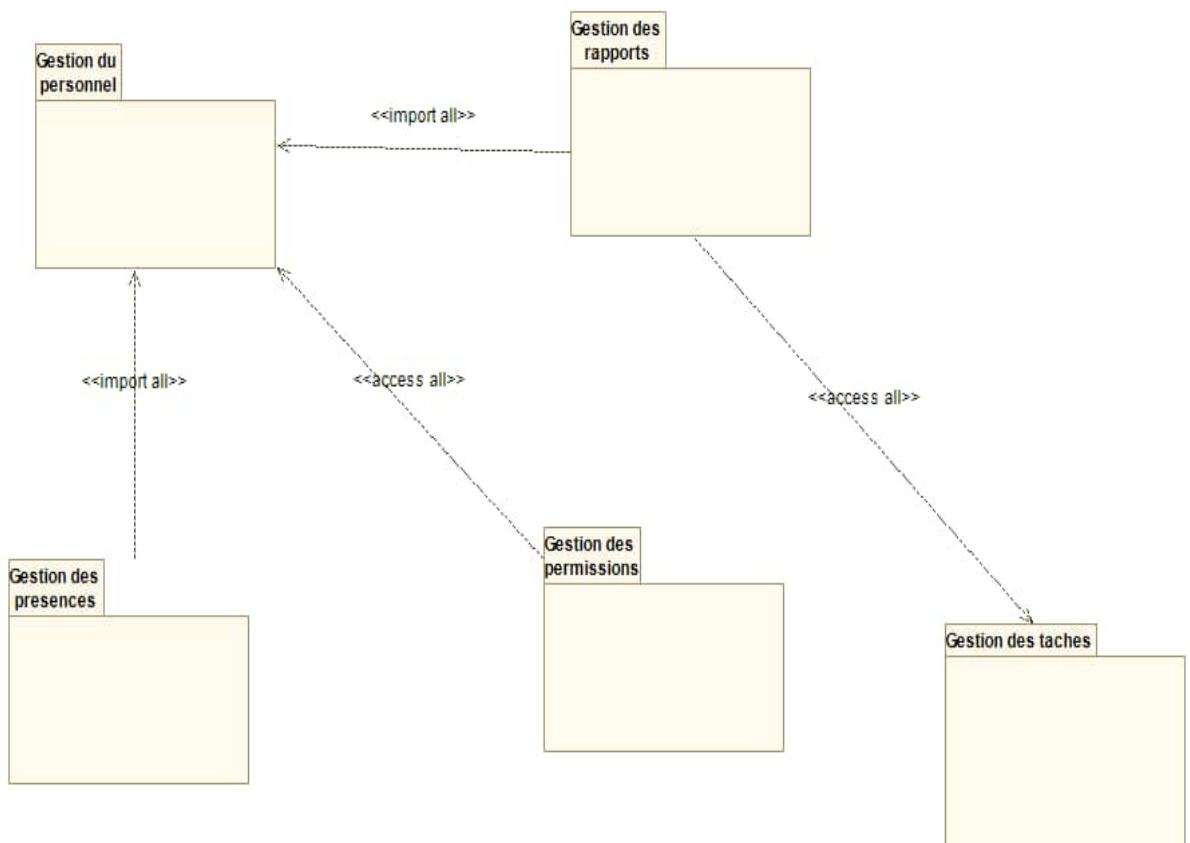 Gestion des
rapports
Gestion du
personnel
<<import all>>
<<import all>>
<<access all>>
<<access all>>
Gestion des
permissions
Gestion des
presences
Gestion des taches